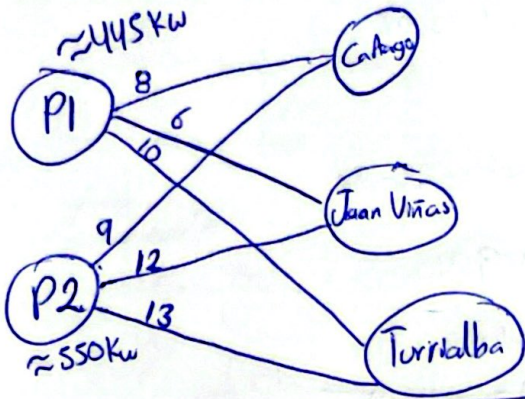 ≈445Kw
P1
8
6
10
Cartago
Juan Viñas
9
12
P2
13
≈550Kw
Turrialba